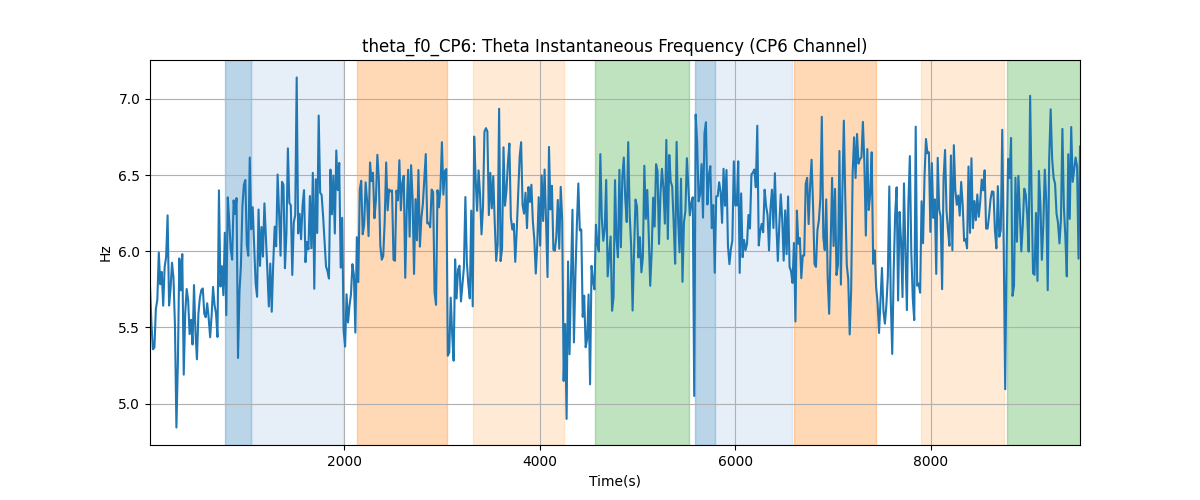 theta_f0_CP6: Theta Instantaneous Frequency (CP6 Channel)
7.0
6.5
6.0
5.5
5.0
Hz
2000 4000 6000 8000
Time(s)